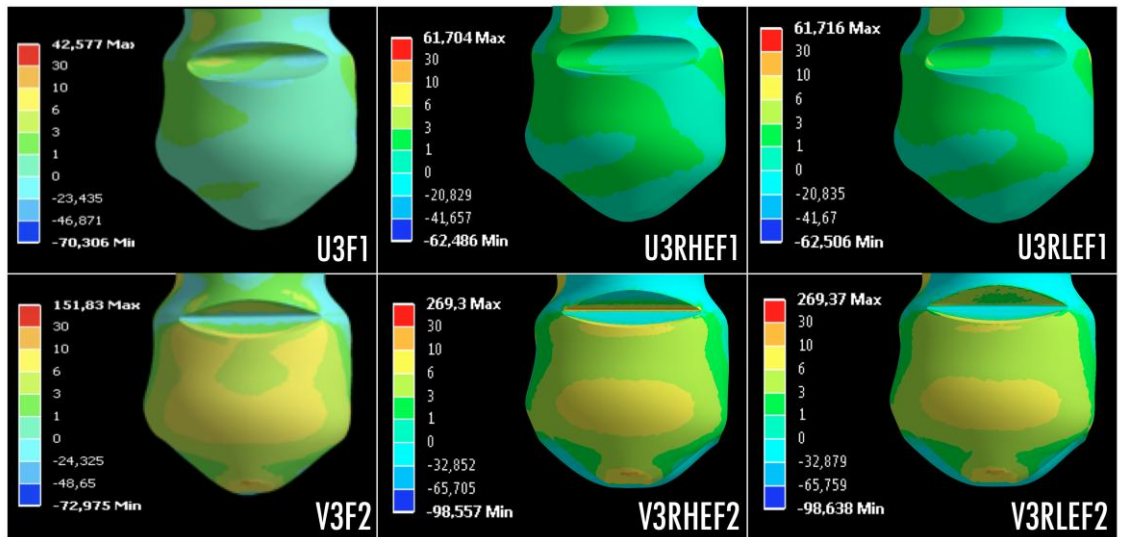 42,577 Max
30
10
6
3
1
0
-23,435
-46,871
-70,306 Mi
U3F1
61,704 Max
30
10
6
3
1
0
-20,829
-41,657
-62,486 Min
U3RHEF1
61,716 Max
30
10
6
3
1
0
-20,835
-41,67
-62,506 Min
U3RLEF1
151,83 Max
30
10
6
3
1
0
-24,325
-48,65
-72,975 Min
V3F2
269,3 Max
30
10
6
3
1
0
-32,852
-65,705
-98,557 Min
V3RHEF2
269,37 Max
30
10
6
3
1
0
-32,879
-65,759
-98,638 Min
V3RLEF2